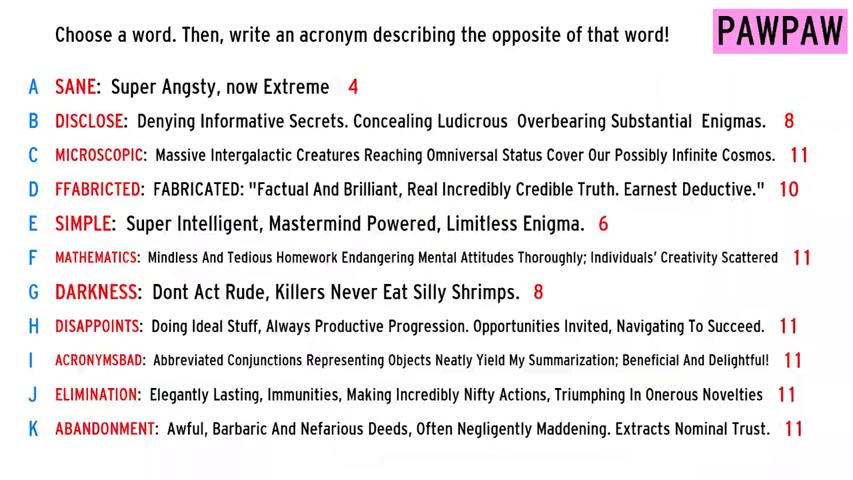 Choose a word. Then, write an acronym describing the opposite of that word!
PAWPAW
A SANE: Super Angsty, now Extreme 4
B DISCLOSE: Denying Informative Secrets. Concealing Ludicrous Overbearing Substantial Enigmas. 8
C MICROSCOPIC: Massive Intergalactic Creatures Reaching Omniversal Status Cover Our Possibly Infinite Cosmos. 11
D FFABRICTED: FABRICATED: "Factual And Brilliant, Real Incredibly Credible Truth. Earnest Deductive." 10
E SIMPLE: Super Intelligent, Mastermind Powered, Limitless Enigma. 6
F MATHEMATICS: Mindless And Tedious Homework Endangering Mental Attitudes Thoroughly; Individuals' Creativity Scattered 11
G DARKNESS: Dont Act Rude, Killers Never Eat Silly Shrimps. 8
H DISAPPOINTS: Doing Ideal Stuff, Always Productive Progression. Opportunities Invited, Navigating To Succeed. 11
I ACRONYMSBAD: Abbreviated Conjunctions Representing Objects Neatly Yield My Summarization; Beneficial And Delightful! 11
J ELIMINATION: Elegantly Lasting, Immunities, Making Incredibly Nifty Actions, Triumphing In Onerous Novelties 11
K ABANDONMENT: Awful, Barbaric And Nefarious Deeds, Often Negligently Maddening. Extracts Nominal Trust. 11